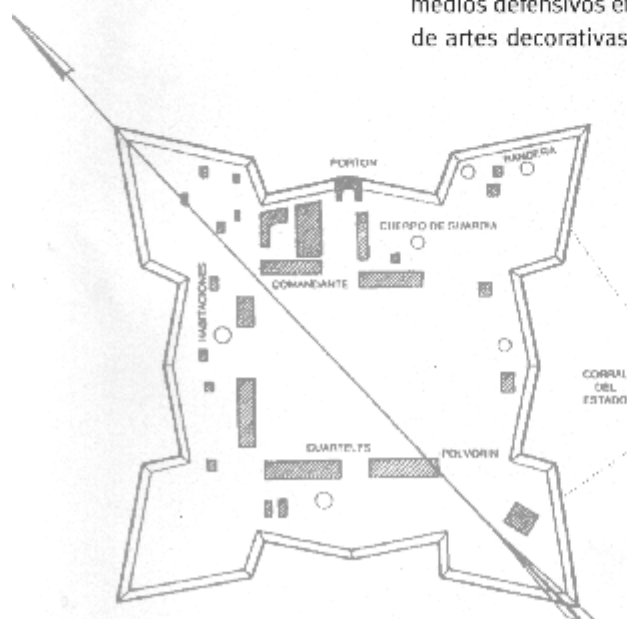 medios defensivos
de artes decorativas
PORTON
BANDERA
CUERPO DE GUARDIA
COMANDANTE
HABITACIONES
CORRAL
DEL
ESTADO
CUARTELES
POLVORIN